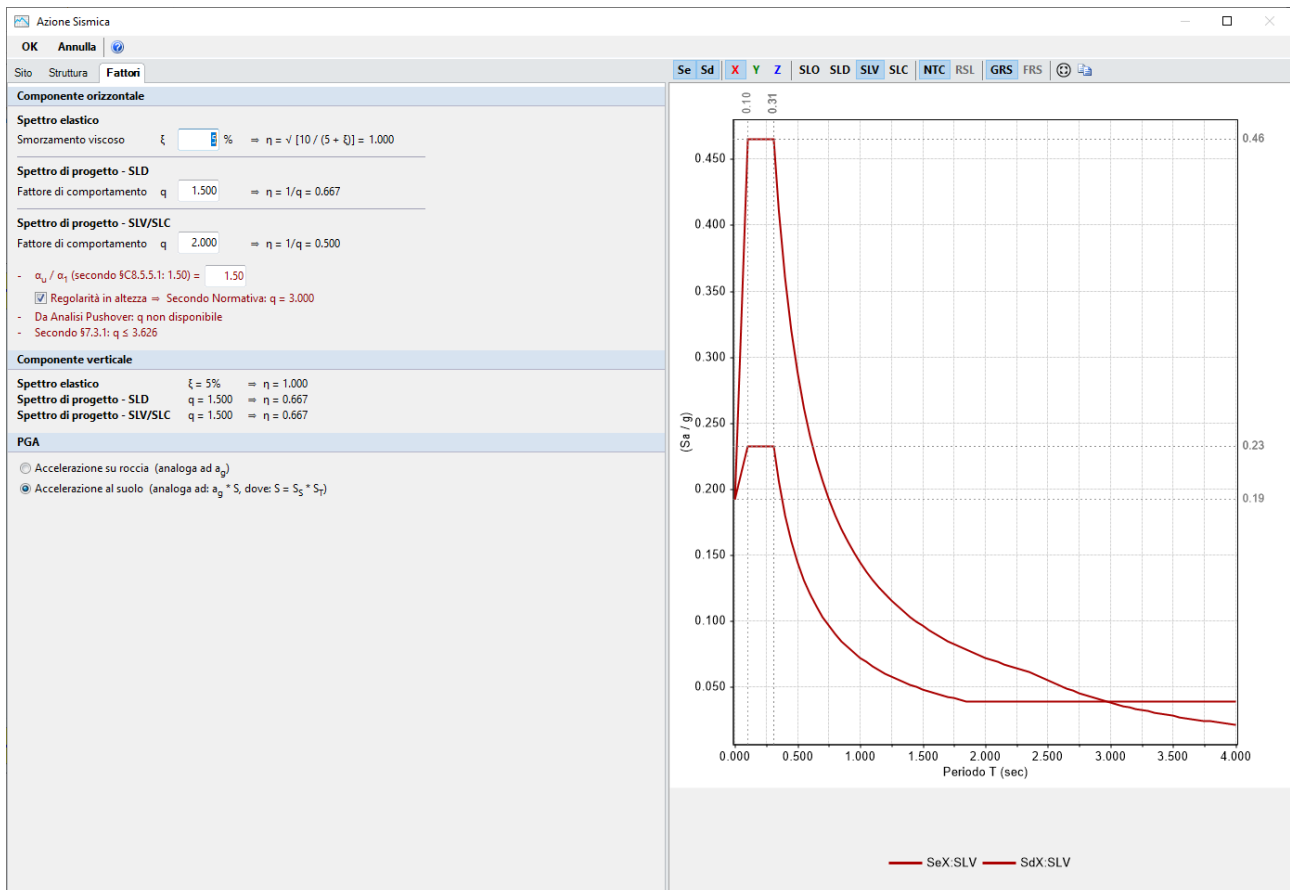 Azione Sismica
OK Annulla
Sito Struttura Fattori
Componente orizzontale
Spettro elastico
Smorzamento viscoso ξ 5 % ⇒ η = √ [10 / (5 + ξ)] = 1.000
Spettro di progetto - SLD
Fattore di comportamento q 1.500 ⇒ η = 1/q = 0.667
Spettro di progetto - SLV/SLC
Fattore di comportamento q 2.000 ⇒ η = 1/q = 0.500
- αu / α1 (secondo §C8.5.5.1: 1.50) = 1.50
Regolarità in altezza ⇒ Secondo Normativa: q = 3.000
- Da Analisi Pushover: q non disponibile
- Secondo §7.3.1: q ≤ 3.626
Componente verticale
Spettro elastico ξ = 5% ⇒ η = 1.000
Spettro di progetto - SLD q = 1.500 ⇒ η = 0.667
Spettro di progetto - SLV/SLC q = 1.500 ⇒ η = 0.667
PGA
Accelerazione su roccia (analoga ad ag)
Accelerazione al suolo (analoga ad: ag * S, dove: S = SS * ST)
Se Sd X Y Z SLO SLD SLV SLC NTC RSL GRS FRS
0.10
0.31
0.46
0.23
0.19
0.450
0.400
0.350
0.300
0.250
0.200
0.150
0.100
0.050
(Sa / g)
0.000 0.500 1.000 1.500 2.000 2.500 3.000 3.500 4.000
Periodo T (sec)
SeX:SLV SdX:SLV